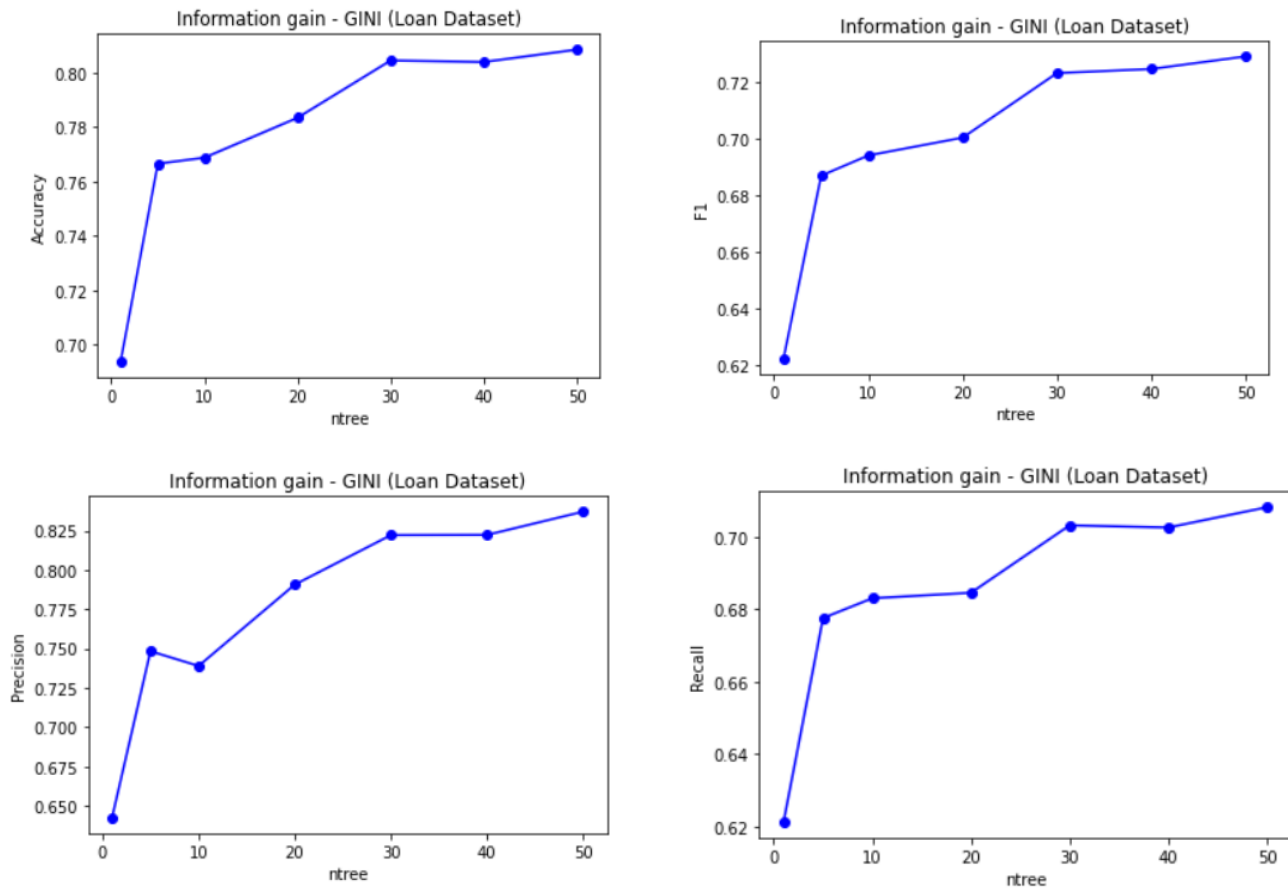 Information gain - GINI (Loan Dataset)
0.80
0.78
0.76
0.74
0.72
0.70
Accuracy
0 10 20 30 40 50
ntree
Information gain - GINI (Loan Dataset)
0.72
0.70
0.68
0.66
0.64
0.62
F1
0 10 20 30 40 50
ntree
Information gain - GINI (Loan Dataset)
0.825
0.800
0.775
0.750
0.725
0.700
0.675
0.650
Precision
0 10 20 30 40 50
ntree
Information gain - GINI (Loan Dataset)
0.70
0.68
0.66
0.64
0.62
Recall
0 10 20 30 40 50
ntree